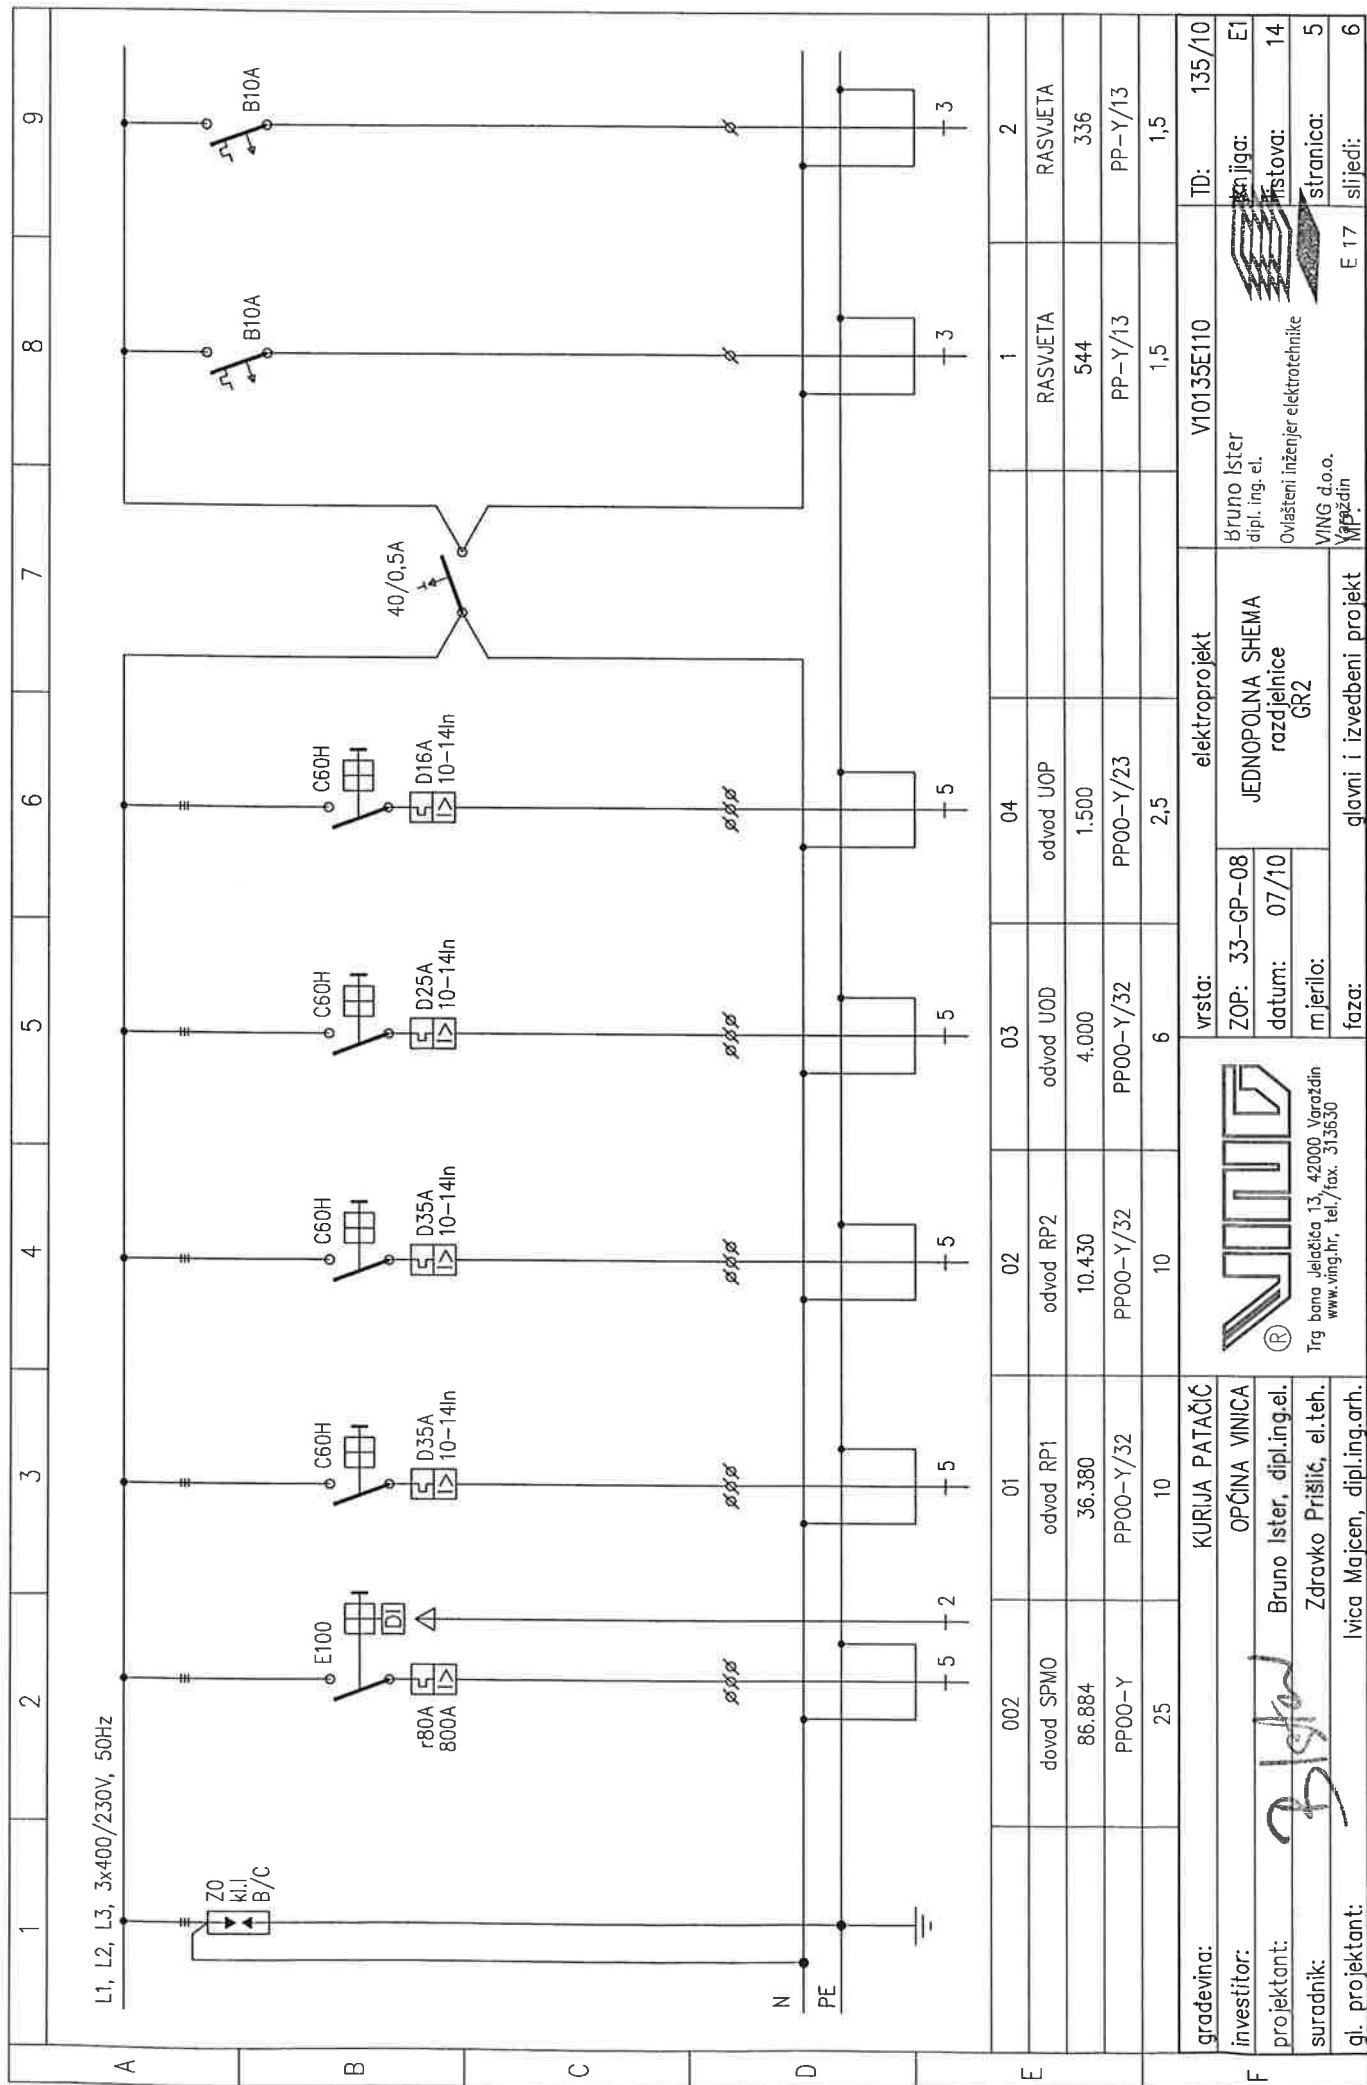 1 2 3 4 5 6 7 8 9
A
B
C
D
E
F
L1, L2, L3, 3x400/230V, 50Hz
ZO
kl.I
B/C
E100
DI
r80A
800A
I>
C60H
D35A
10-14In
I>
C60H
D35A
10-14In
I>
C60H
D25A
10-14In
I>
C60H
D16A
10-14In
I>
40/0,5A
B10A
B10A
N
PE
5 2 5 5 5 5 3 3
002 01 02 03 04 1 2
dovod SPMO odvod RP1 odvod RP2 odvod UOD odvod UOP RASVJETA RASVJETA
86.884 36.380 10.430 4.000 1.500 544 336
PP00-Y PP00-Y/32 PP00-Y/32 PP00-Y/32 PP00-Y/23 PP-Y/13 PP-Y/13
25 10 10 6 2,5 1,5 1,5
građevina: KURIJA PATAČIĆ
investitor: OPĆINA VINICA
projektant: Bruno Ister, dipl.ing.el.
suradnik: Zdravko Prišlić, el.teh.
gl. projektant: Ivica Majcen, dipl.ing.arh.
VING
®
Trg bana Jelačića 13, 42000 Varaždin
www.ving.hr, tel./fax. 313630
vrsta: elektroprojekt
ZOP: 33-GP-08
datum: 07/10
mjerilo:
JEDNOPOLNA SHEMA
razdjelnice
GR2
faza: glavni i izvedbeni projekt
V10135E110
Bruno Ister
dipl. ing. el.
Ovlašteni inženjer elektrotehnike
VING d.o.o.
Varaždin
MP:
E 17
TD: 135/10
knjiga: E1
listova: 14
stranica: 5
slijedi: 6